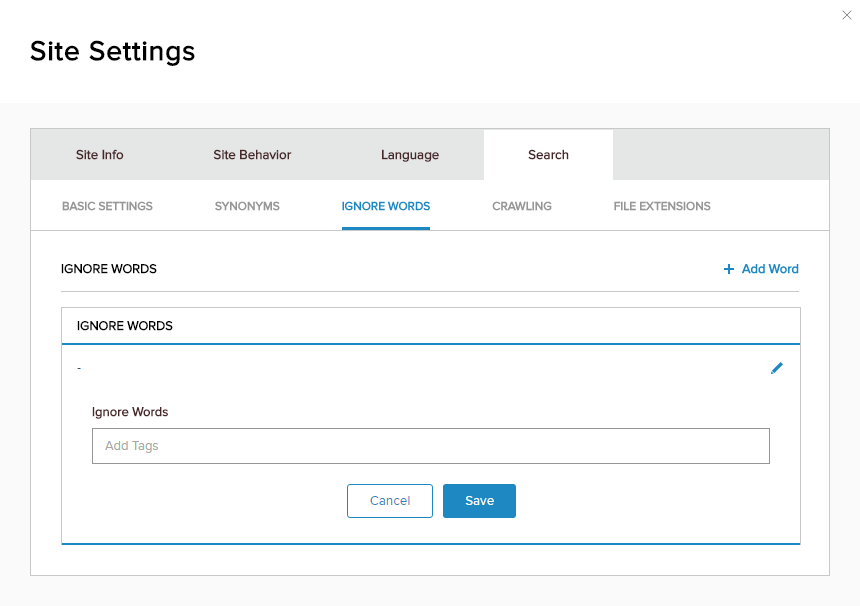 Site Settings
Site Info Site Behavior Language Search
BASIC SETTINGS SYNONYMS IGNORE WORDS CRAWLING FILE EXTENSIONS
IGNORE WORDS + Add Word
IGNORE WORDS
-
Ignore Words
Add Tags
Cancel Save